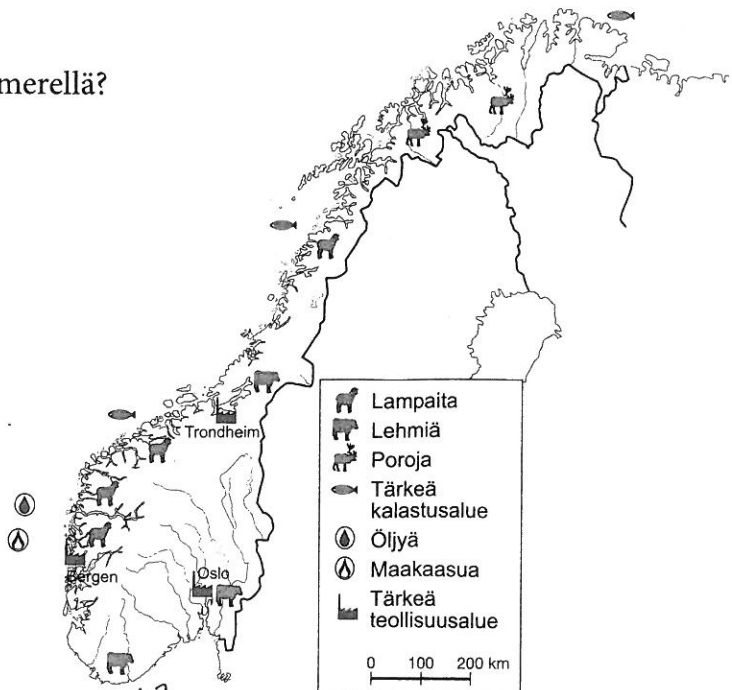 merellä?
Trondheim
Bergen
Oslo
Lampaita
Lehmiä
Poroja
Tärkeä
kalastusalue
Öljyä
Maakaasua
Tärkeä
teollisuusalue
0 100 200 km